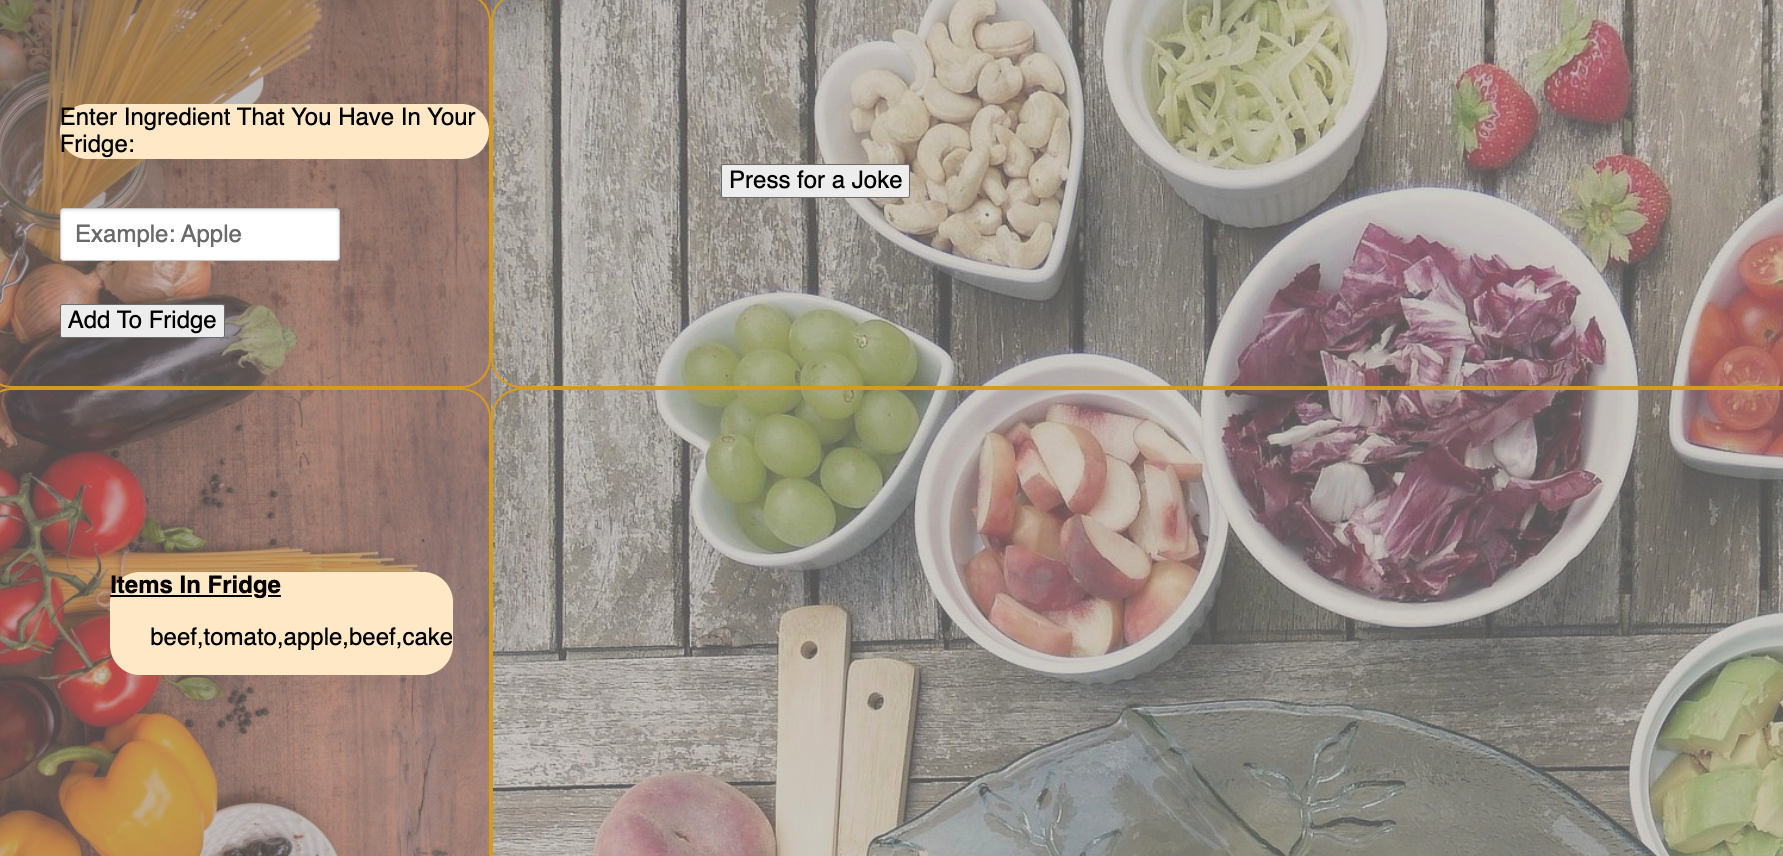 Enter Ingredient That You Have In Your
Fridge:
Example: Apple
Add To Fridge
Press for a Joke
Items In Fridge
beef,tomato,apple,beef,cake